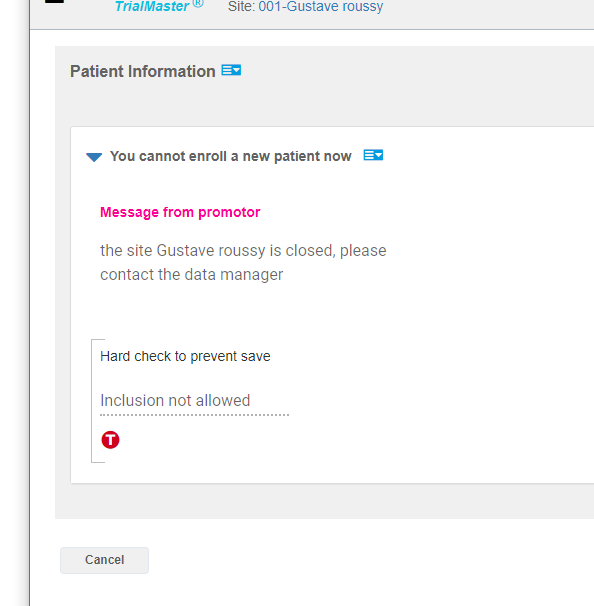 TrialMaster ® Site: 001-Gustave roussy
Patient Information
You cannot enroll a new patient now
Message from promotor
the site Gustave roussy is closed, please
contact the data manager
Hard check to prevent save
Inclusion not allowed
T
Cancel